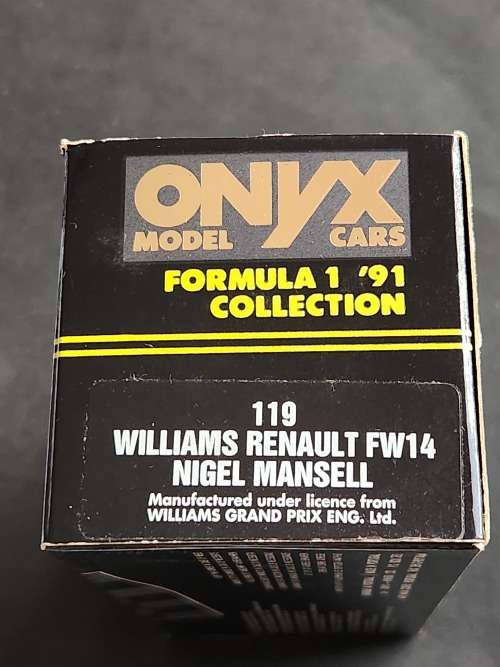 ONYX
MODEL CARS
FORMULA 1 '91
COLLECTION
119
WILLIAMS RENAULT FW14
NIGEL MANSELL
Manufactured under licence from
WILLIAMS GRAND PRIX ENG. Ltd.